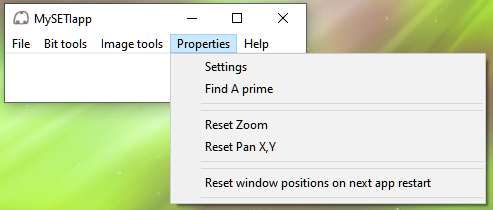 MySETIapp
File Bit tools Image tools Properties Help
Settings
Find A prime
Reset Zoom
Reset Pan X,Y
Reset window positions on next app restart